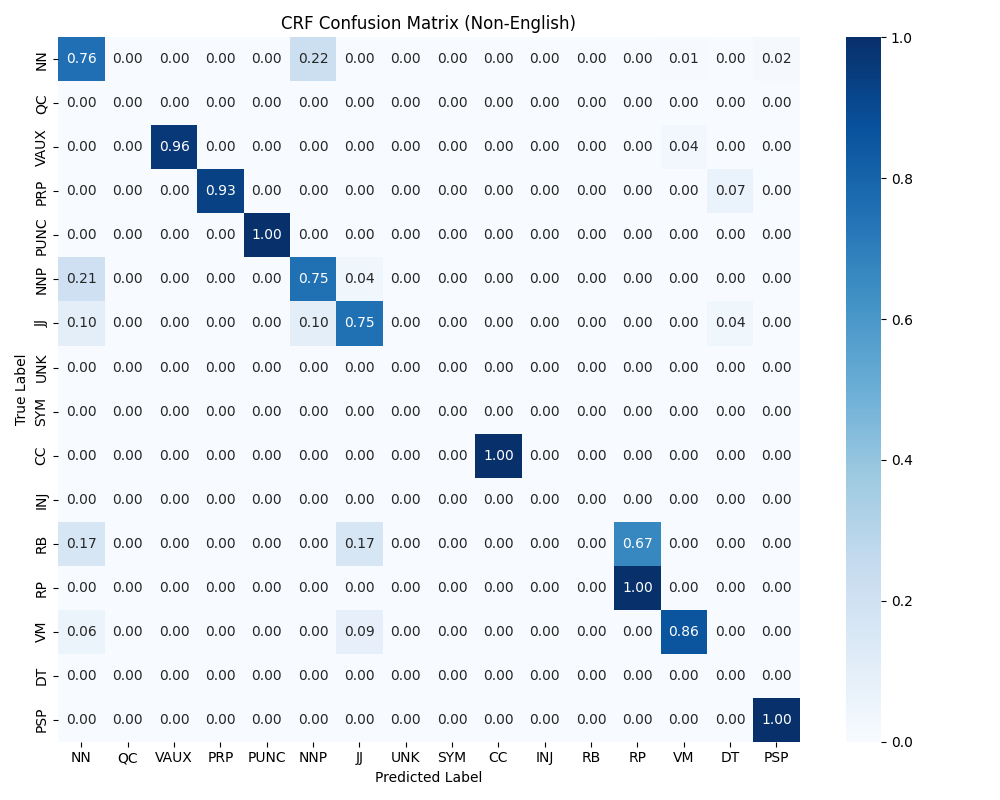 CRF Confusion Matrix (Non-English)
NN 0.76 0.00 0.00 0.00 0.00 0.22 0.00 0.00 0.00 0.00 0.00 0.00 0.00 0.01 0.00 0.02
QC 0.00 0.00 0.00 0.00 0.00 0.00 0.00 0.00 0.00 0.00 0.00 0.00 0.00 0.00 0.00 0.00
VAUX 0.00 0.00 0.96 0.00 0.00 0.00 0.00 0.00 0.00 0.00 0.00 0.00 0.00 0.04 0.00 0.00
PRP 0.00 0.00 0.00 0.93 0.00 0.00 0.00 0.00 0.00 0.00 0.00 0.00 0.00 0.00 0.07 0.00
PUNC 0.00 0.00 0.00 0.00 1.00 0.00 0.00 0.00 0.00 0.00 0.00 0.00 0.00 0.00 0.00 0.00
NNP 0.21 0.00 0.00 0.00 0.00 0.75 0.04 0.00 0.00 0.00 0.00 0.00 0.00 0.00 0.00 0.00
JJ 0.10 0.00 0.00 0.00 0.00 0.10 0.75 0.00 0.00 0.00 0.00 0.00 0.00 0.00 0.04 0.00
UNK 0.00 0.00 0.00 0.00 0.00 0.00 0.00 0.00 0.00 0.00 0.00 0.00 0.00 0.00 0.00 0.00
SYM 0.00 0.00 0.00 0.00 0.00 0.00 0.00 0.00 0.00 0.00 0.00 0.00 0.00 0.00 0.00 0.00
CC 0.00 0.00 0.00 0.00 0.00 0.00 0.00 0.00 0.00 1.00 0.00 0.00 0.00 0.00 0.00 0.00
INJ 0.00 0.00 0.00 0.00 0.00 0.00 0.00 0.00 0.00 0.00 0.00 0.00 0.00 0.00 0.00 0.00
RB 0.17 0.00 0.00 0.00 0.00 0.00 0.17 0.00 0.00 0.00 0.00 0.00 0.67 0.00 0.00 0.00
RP 0.00 0.00 0.00 0.00 0.00 0.00 0.00 0.00 0.00 0.00 0.00 0.00 1.00 0.00 0.00 0.00
VM 0.06 0.00 0.00 0.00 0.00 0.00 0.09 0.00 0.00 0.00 0.00 0.00 0.00 0.86 0.00 0.00
DT 0.00 0.00 0.00 0.00 0.00 0.00 0.00 0.00 0.00 0.00 0.00 0.00 0.00 0.00 0.00 0.00
PSP 0.00 0.00 0.00 0.00 0.00 0.00 0.00 0.00 0.00 0.00 0.00 0.00 0.00 0.00 0.00 1.00
NN QC VAUX PRP PUNC NNP JJ UNK SYM CC INJ RB RP VM DT PSP
Predicted Label
True Label
1.0
0.8
0.6
0.4
0.2
0.0